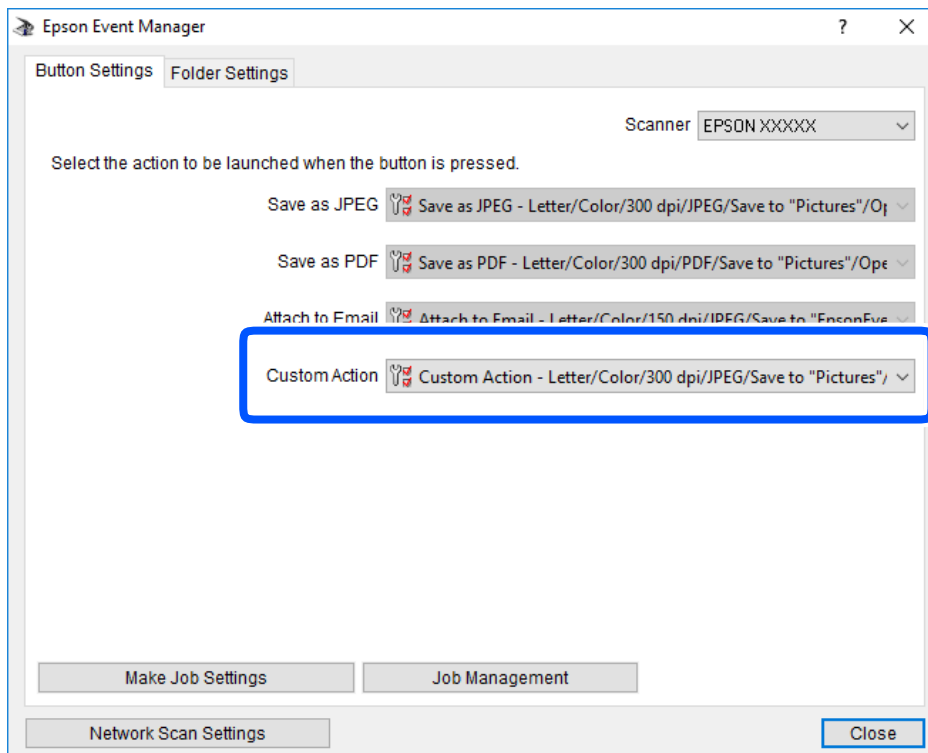 Epson Event Manager
?
Button Settings
Folder Settings
Scanner
EPSON XXXXX
Select the action to be launched when the button is pressed.
Save as JPEG
Save as JPEG - Letter/Color/300 dpi/JPEG/Save to "Pictures"/Op
Save as PDF
Save as PDF - Letter/Color/300 dpi/PDF/Save to "Pictures"/Ope
Attach to Email
Attach to Email - Letter/Color/150 dpi/JPEG/Save to "EpsonEve
Custom Action
Custom Action - Letter/Color/300 dpi/JPEG/Save to "Pictures"/
Make Job Settings
Job Management
Network Scan Settings
Close